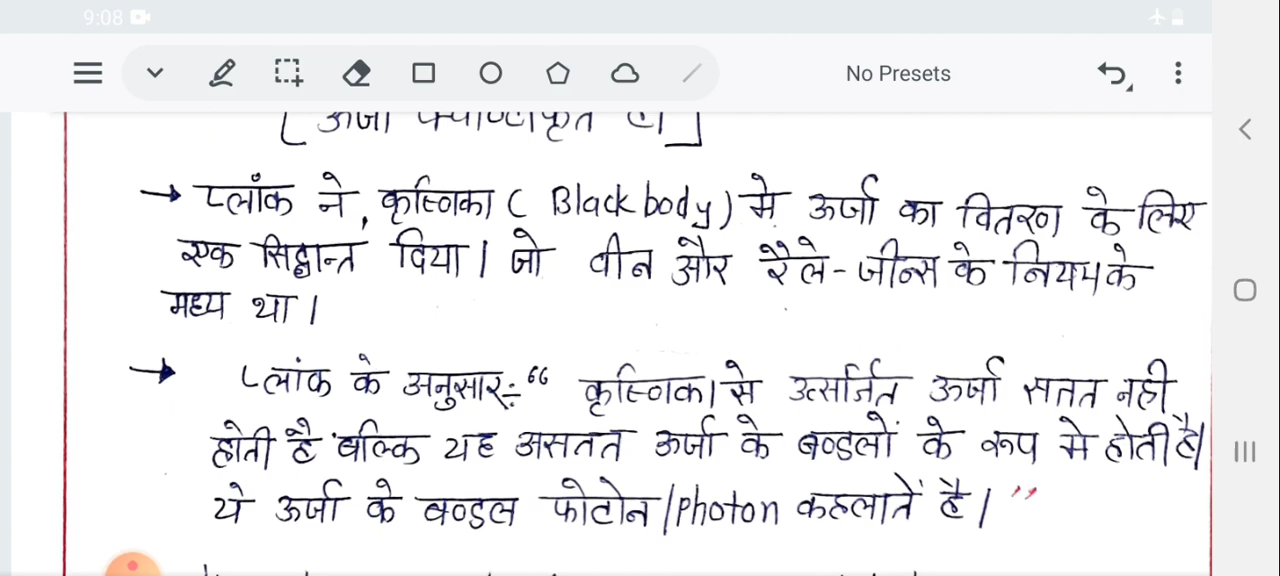 9:08
No Presets
[ ऊर्जा क्वाण्टीकृत है। ]
→ प्लांक ने, कृष्णिका ( Black body) मे ऊर्जा का वितरण के लिए
एक सिद्धान्त दिया। जो वीन और रैले-जीन्स के नियम के
मध्य था।
→ प्लांक के अनुसार:- “ कृष्णिका से उत्सर्जित ऊर्जा सतत नही
होती है बल्कि यह असतत ऊर्जा के बण्डलों के रूप मे होती है।
ये ऊर्जा के बण्डल फोटोन/Photon कहलातें है। ”